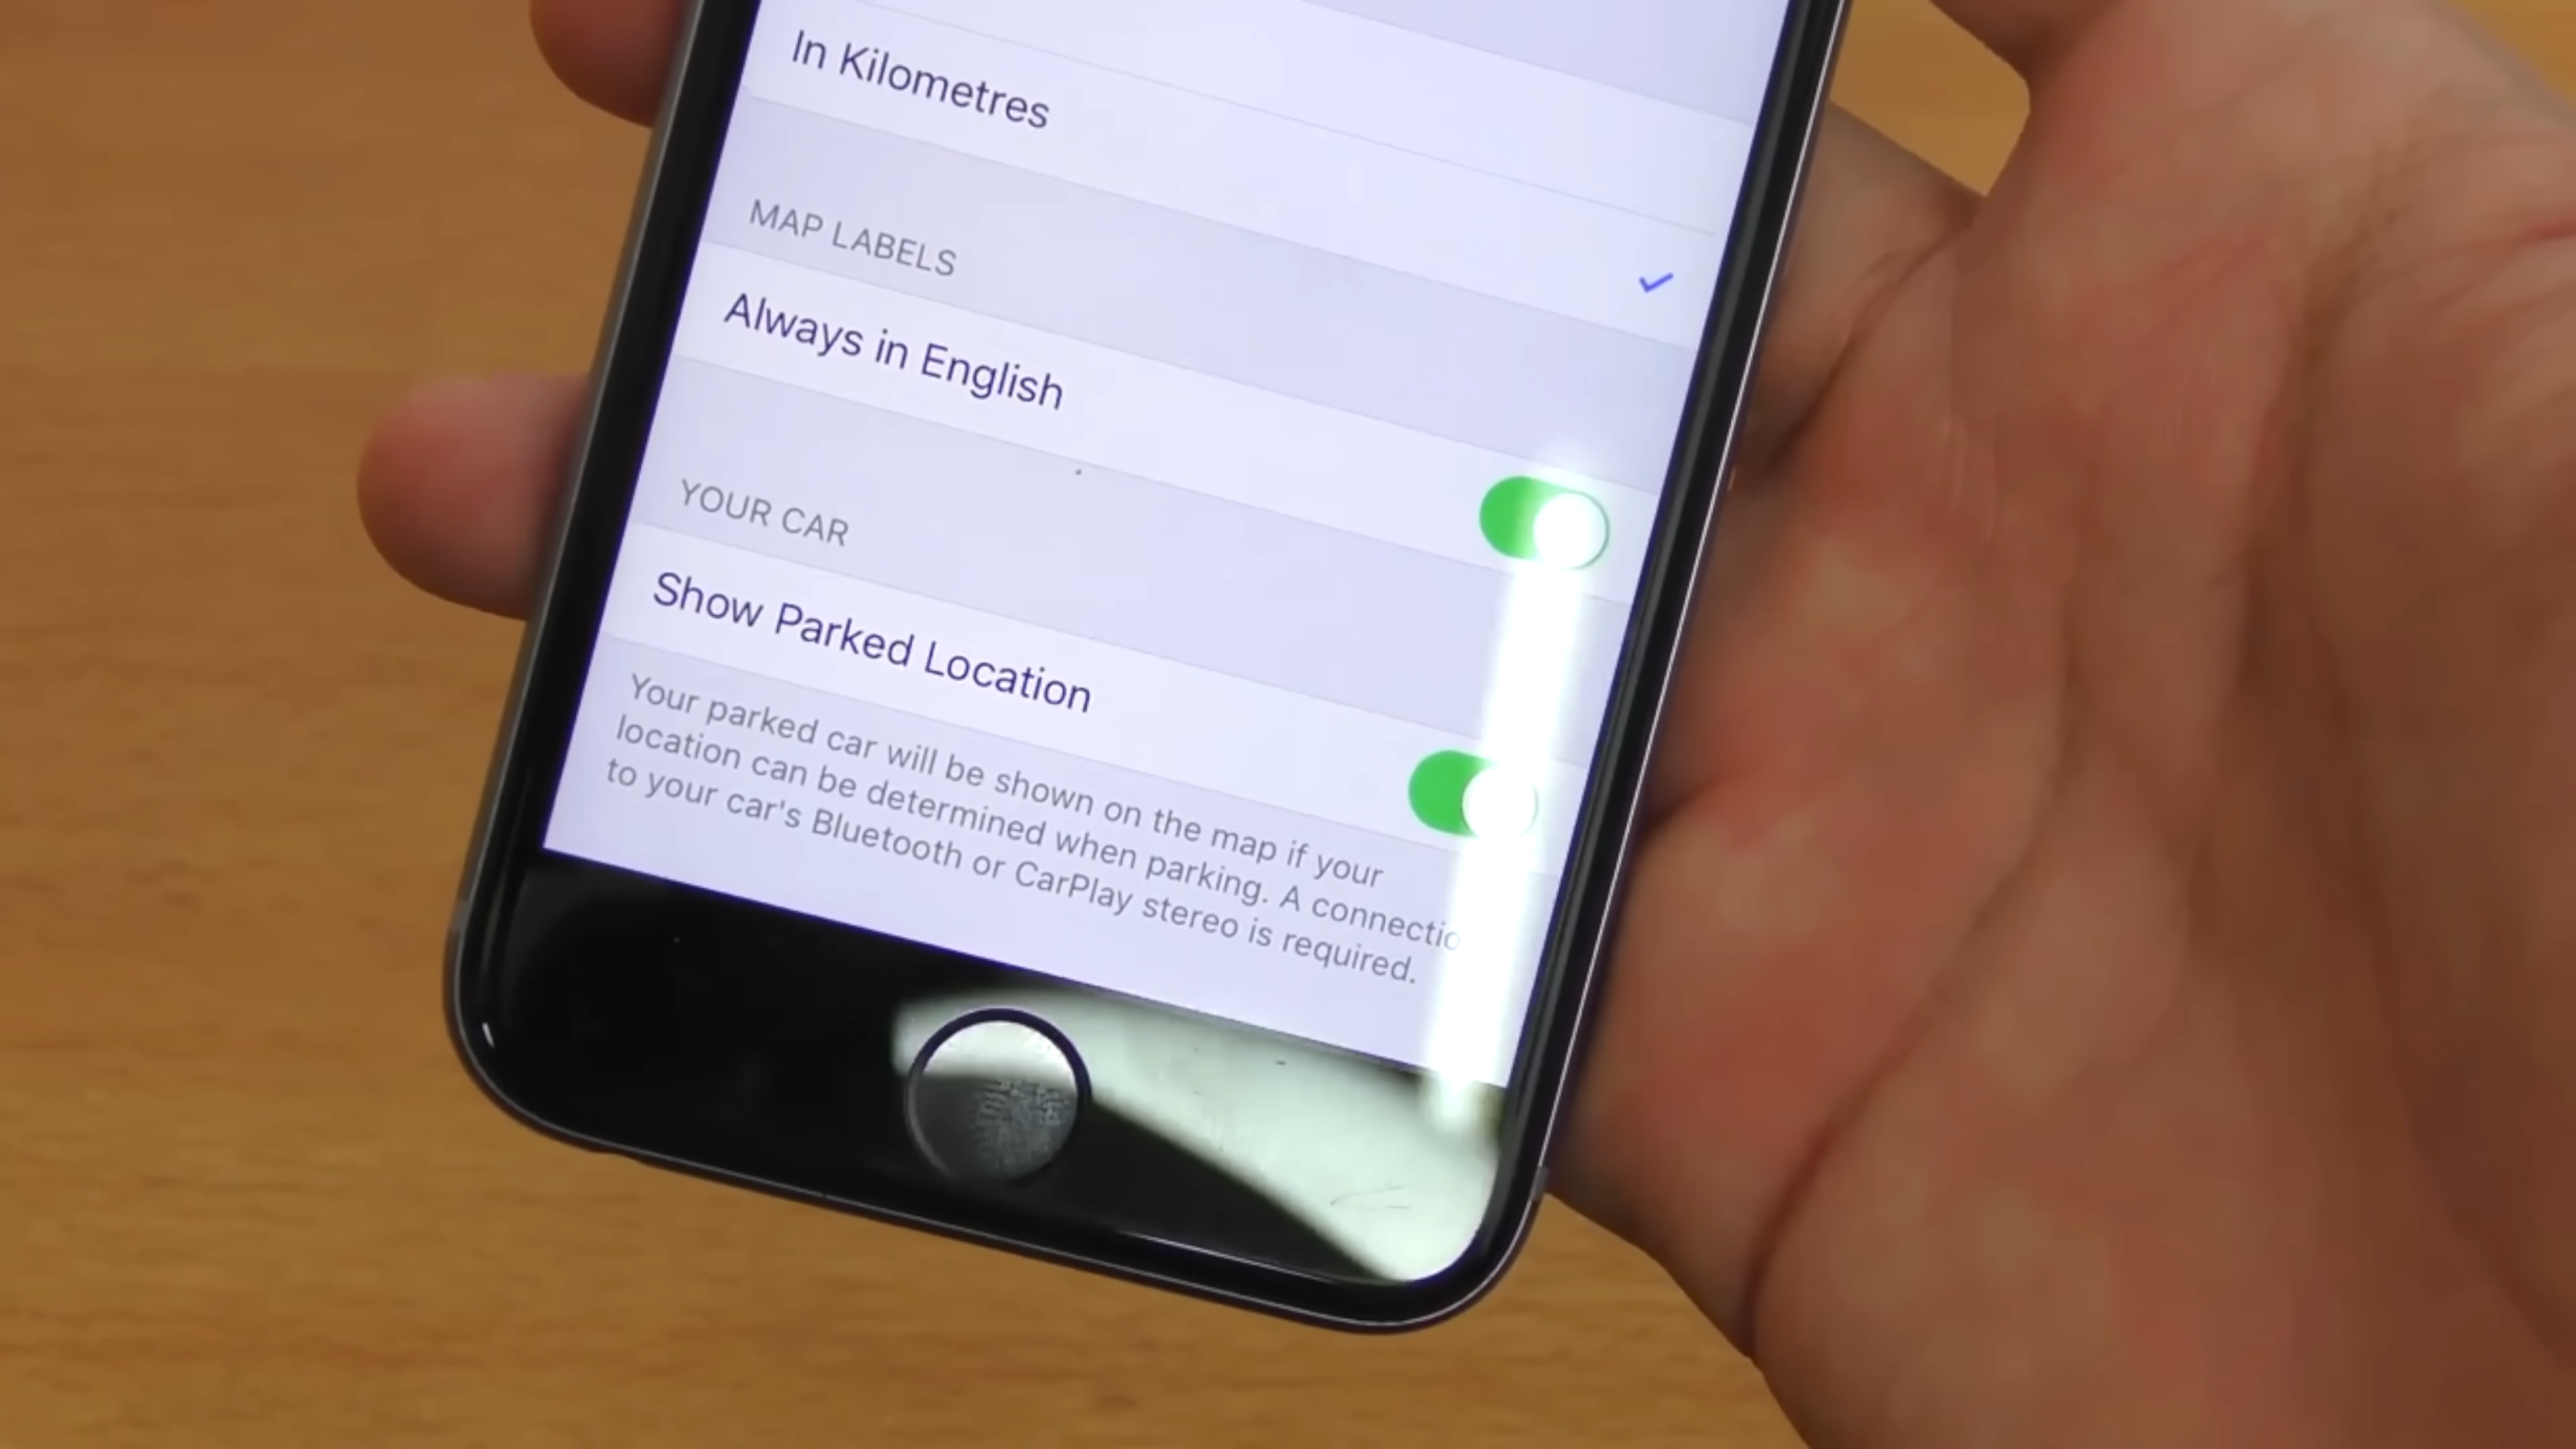 In Kilometres
MAP LABELS
Always in English
YOUR CAR
Show Parked Location
Your parked car will be shown on the map if your
location can be determined when parking. A connectio
to your car's Bluetooth or CarPlay stereo is required.